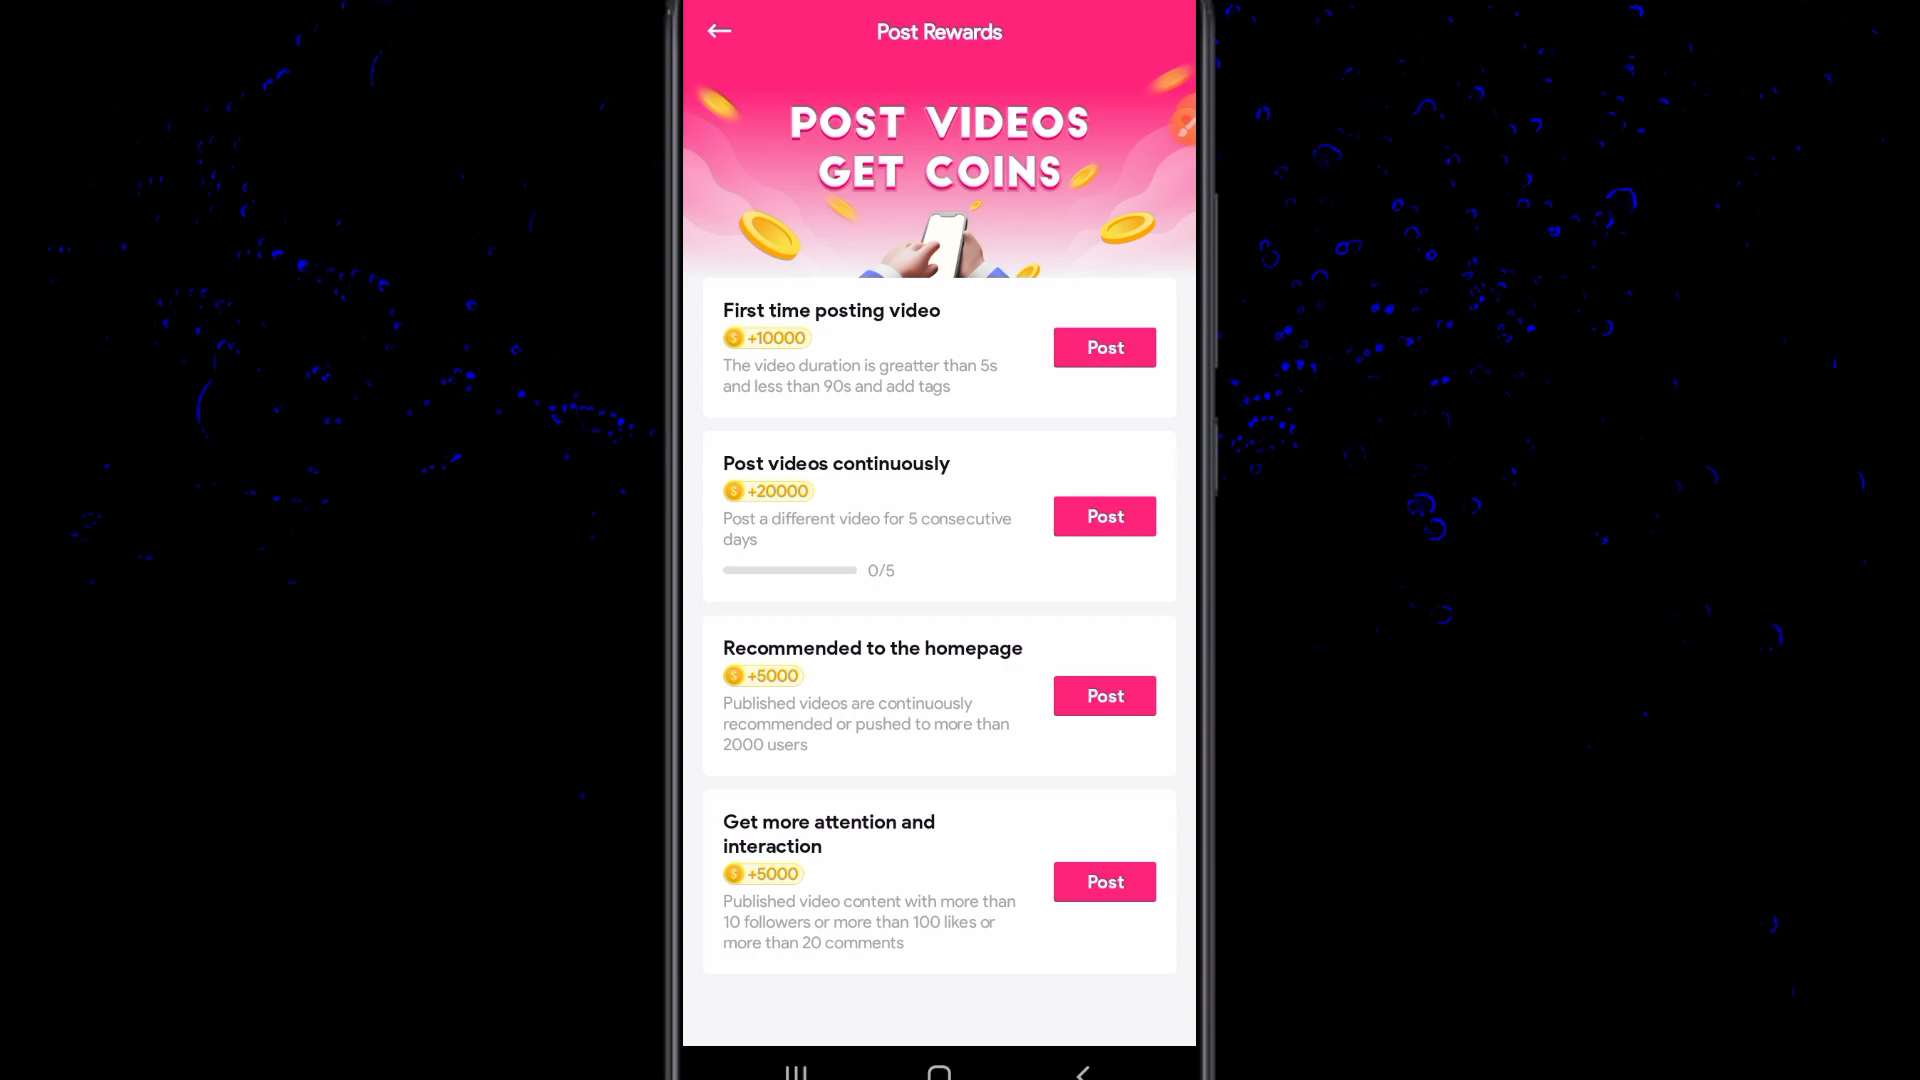 Post Rewards
POST VIDEOS
GET COINS
First time posting video
+10000
The video duration is greatter than 5s
and less than 90s and add tags
Post
Post videos continuously
+20000
Post a different video for 5 consecutive
days
0/5
Post
Recommended to the homepage
+5000
Published videos are continuously
recommended or pushed to more than
2000 users
Post
Get more attention and
interaction
+5000
Published video content with more than
10 followers or more than 100 likes or
more than 20 comments
Post